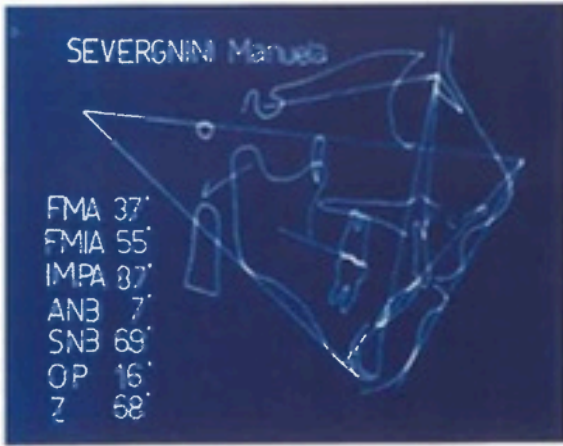 SEVERGNINI Manuela
FMA 37°
FMIA 55°
IMPA 87°
ANB 7°
SNB 69°
OP 16°
Z 68°